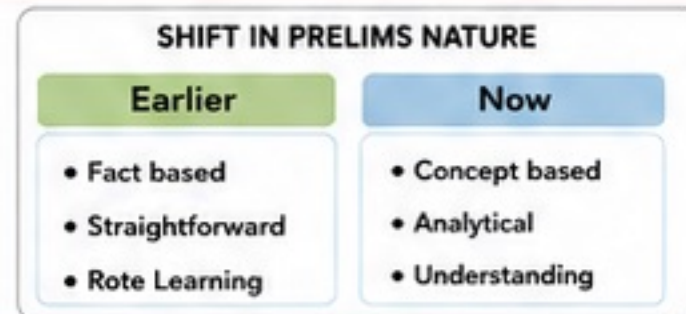 SHIFT IN PRELIMS NATURE
Earlier
• Fact based
• Straightforward
• Rote Learning
Now
• Concept based
• Analytical
• Understanding